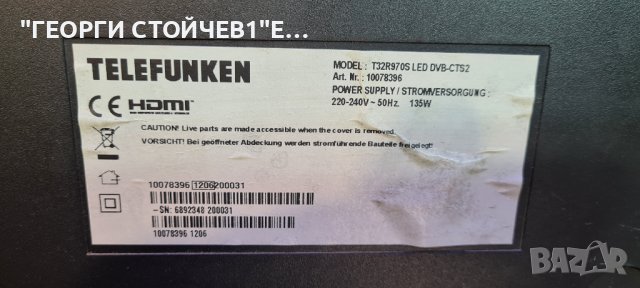 "ГЕОРГИ СТОЙЧЕВ1"ЕООД
TELEFUNKEN
MODEL : T32R970S LED DVB-CTS2
Art. Nr. : 10078396
POWER SUPPLY / STROMVERSORGUNG :
220-240V ~ 50Hz. 135W
CE HDMI
CAUTION! Live parts are made accessible when the cover is removed.
VORSICHT! Bei geöffneter Abdeckung werden stromführende Bauteile freigelegt!
10078396 1206 200031
-SN: 6892348 200031
10078396 1206
BAZAR